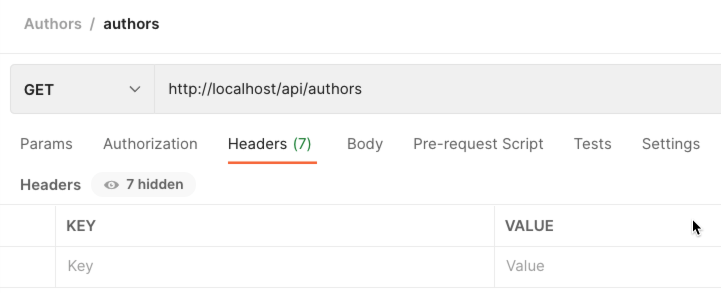 Authors / authors
GET http://localhost/api/authors
Params Authorization Headers (7) Body Pre-request Script Tests Settings
Headers 7 hidden
KEY VALUE
Key Value